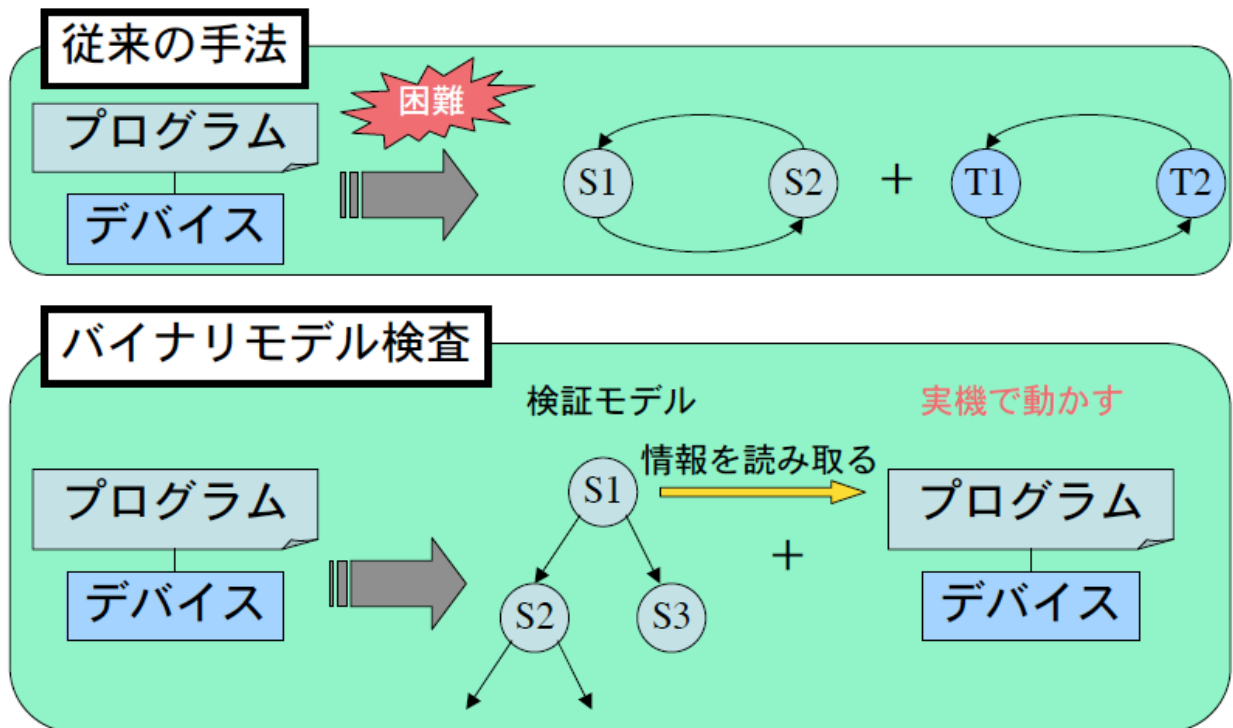 従来の手法
プログラム
デバイス
困難
S1
S2
+
T1
T2
バイナリモデル検査
プログラム
デバイス
検証モデル
S1
S2
S3
情報を読み取る
+
実機で動かす
プログラム
デバイス